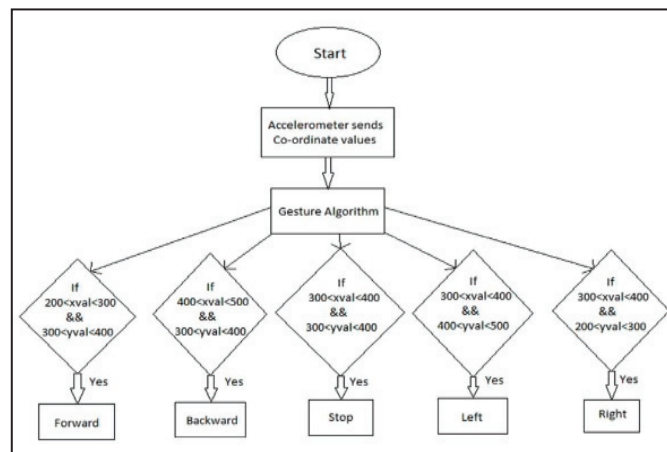 Start
Accelerometer sends
Co-ordinate values
Gesture Algorithm
If
200<xval<300
&&
300<yval<400
If
400<xval<500
&&
300<yval<400
If
300<xval<400
&&
300<yval<400
If
300<xval<400
&&
400<yval<500
If
300<xval<400
&&
200<yval<300
Yes
Yes
Yes
Yes
Yes
Forward
Backward
Stop
Left
Right